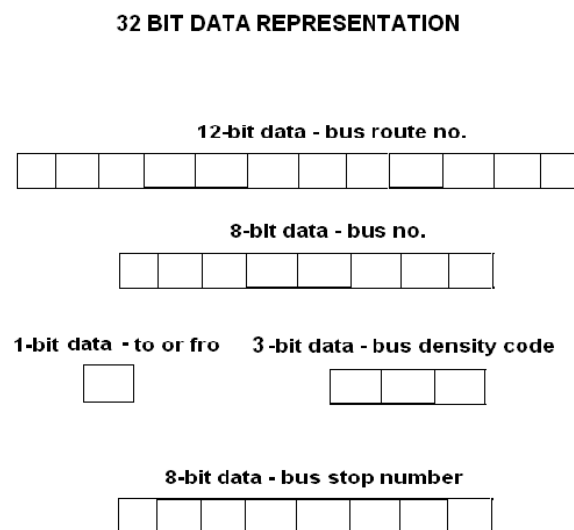 32 BIT DATA REPRESENTATION
12-bit data - bus route no.
8-bit data - bus no.
1-bit data - to or fro 3-bit data - bus density code
8-bit data - bus stop number